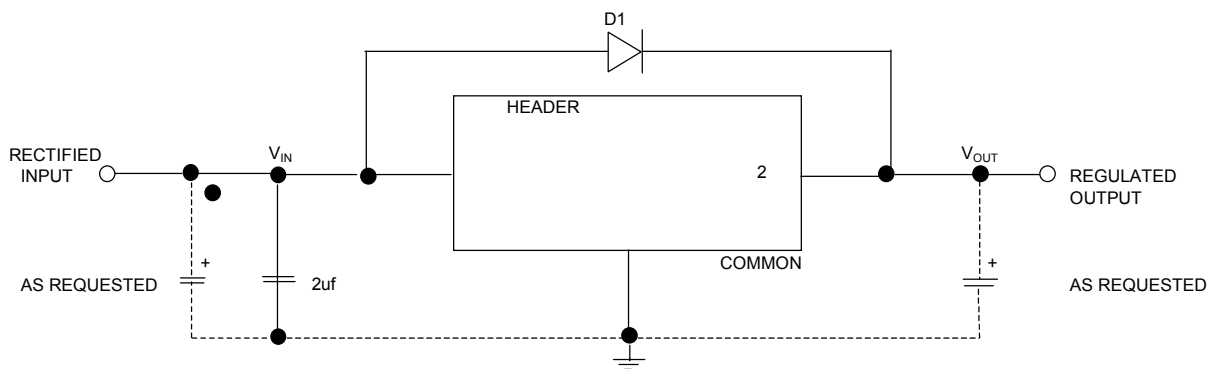 D1
HEADER
RECTIFIED
INPUT
VIN
2
VOUT
REGULATED
OUTPUT
COMMON
+
AS REQUESTED
2uf
+
AS REQUESTED